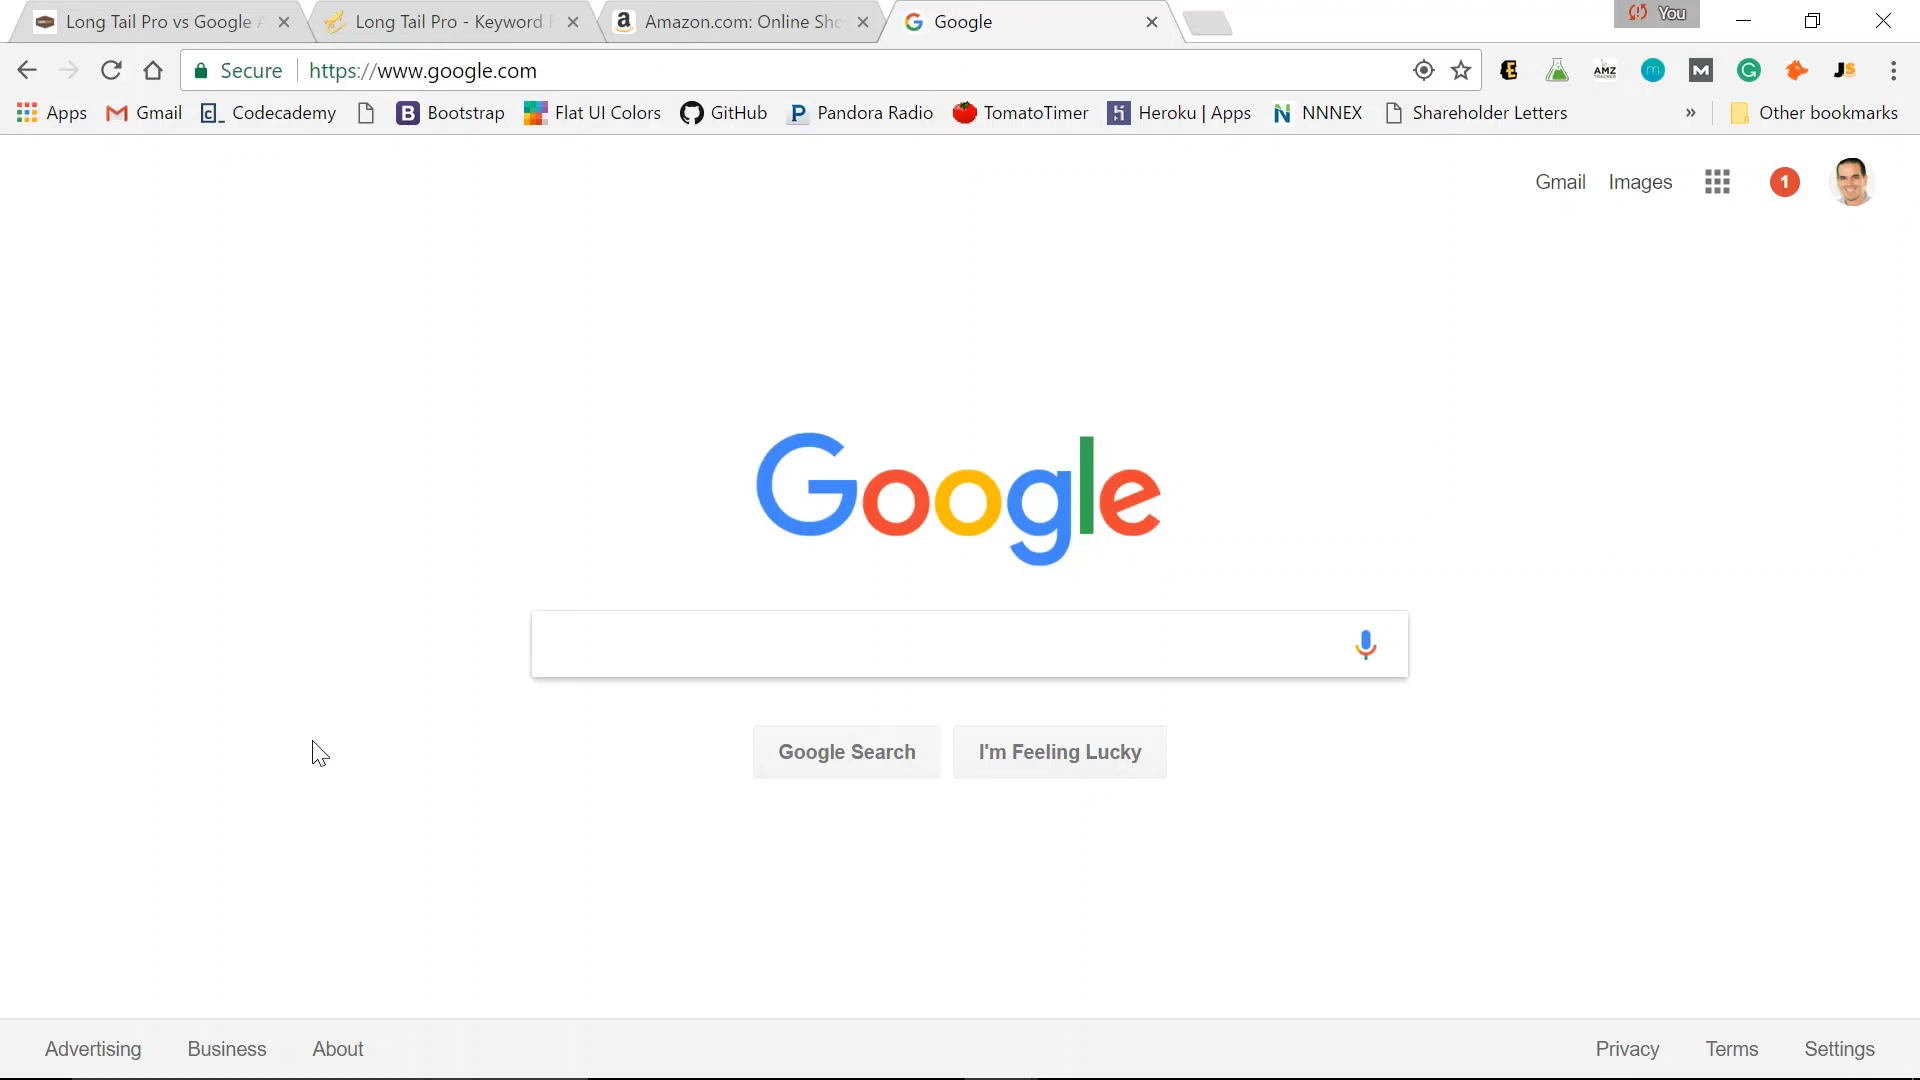 Long Tail Pro vs Google
Long Tail Pro - Keyword
Amazon.com: Online Sho
Google
You
Secure
https://www.google.com
Apps
Gmail
Codecademy
Bootstrap
Flat UI Colors
GitHub
Pandora Radio
TomatoTimer
Heroku | Apps
NNNEX
Shareholder Letters
»
Other bookmarks
Gmail
Images
1
Google
Google Search
I'm Feeling Lucky
Advertising
Business
About
Privacy
Terms
Settings